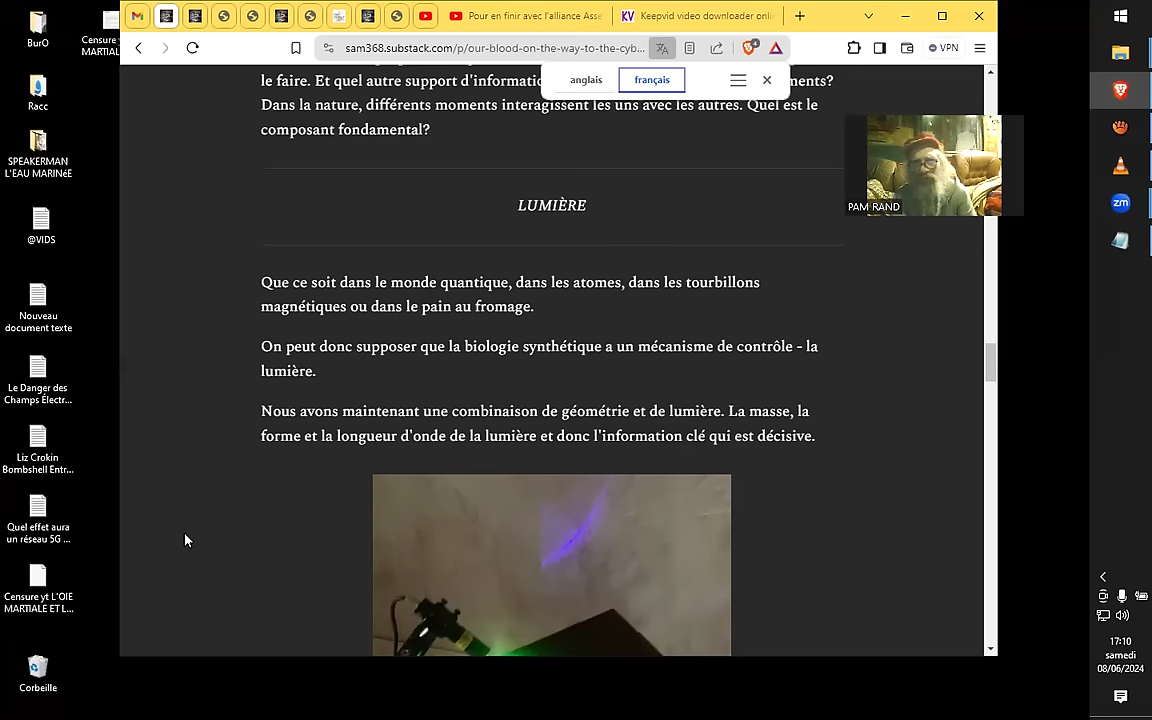 Pour en finir avec l'alliance Asse
Keepvid video downloader onli
sam368.substack.com/p/our-blood-on-the-way-to-the-cyb...
VPN
anglais
français
le faire. Et quel autre support d'informatio
ments?
Dans la nature, différents moments interagissent les uns avec les autres. Quel est le
composant fondamental?
LUMIÈRE
Que ce soit dans le monde quantique, dans les atomes, dans les tourbillons
magnétiques ou dans le pain au fromage.
On peut donc supposer que la biologie synthétique a un mécanisme de contrôle - la
lumière.
Nous avons maintenant une combinaison de géométrie et de lumière. La masse, la
forme et la longueur d'onde de la lumière et donc l'information clé qui est décisive.
PAM RAND
BurO
Censure
MARTIAL
Racc
SPEAKERMAN
L'EAU MARINéE
@VIDS
Nouveau
document texte
Le Danger des
Champs Électr...
Liz Crokin
Bombshell Entr...
Quel effet aura
un réseau 5G ...
Censure yt L'OIE
MARTIALE ET L...
Corbeille
KV
zm
4
17:10
samedi
08/06/2024